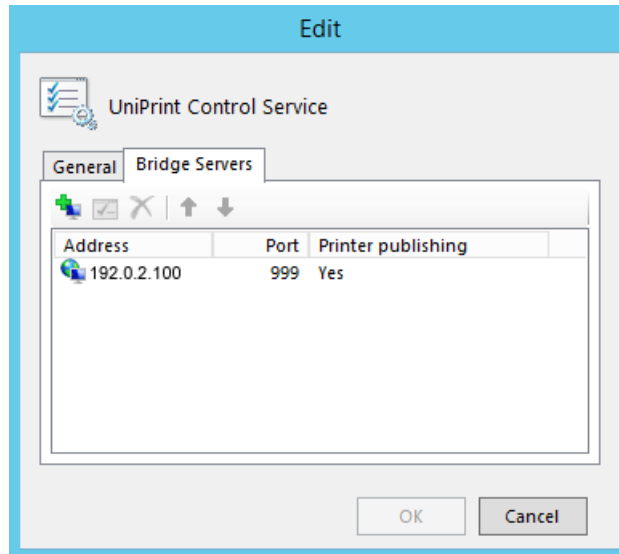 Edit
UniPrint Control Service
General Bridge Servers
Address Port Printer publishing
192.0.2.100 999 Yes
OK Cancel